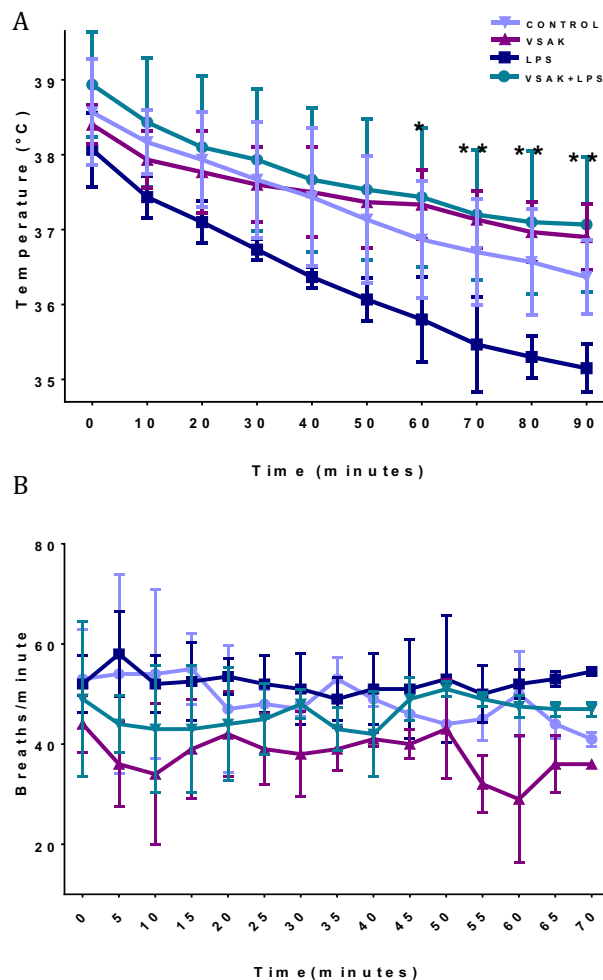 A
CONTROL
VSAK
LPS
VSAK+LPS
Temperature (°C)
39
38
37
36
35
* ** ** **
0 10 20 30 40 50 60 70 80 90
Time (minutes)
B
Breaths/minute
80
60
40
20
0 5 10 15 20 25 30 35 40 45 50 55 60 65 70
Time(minutes)